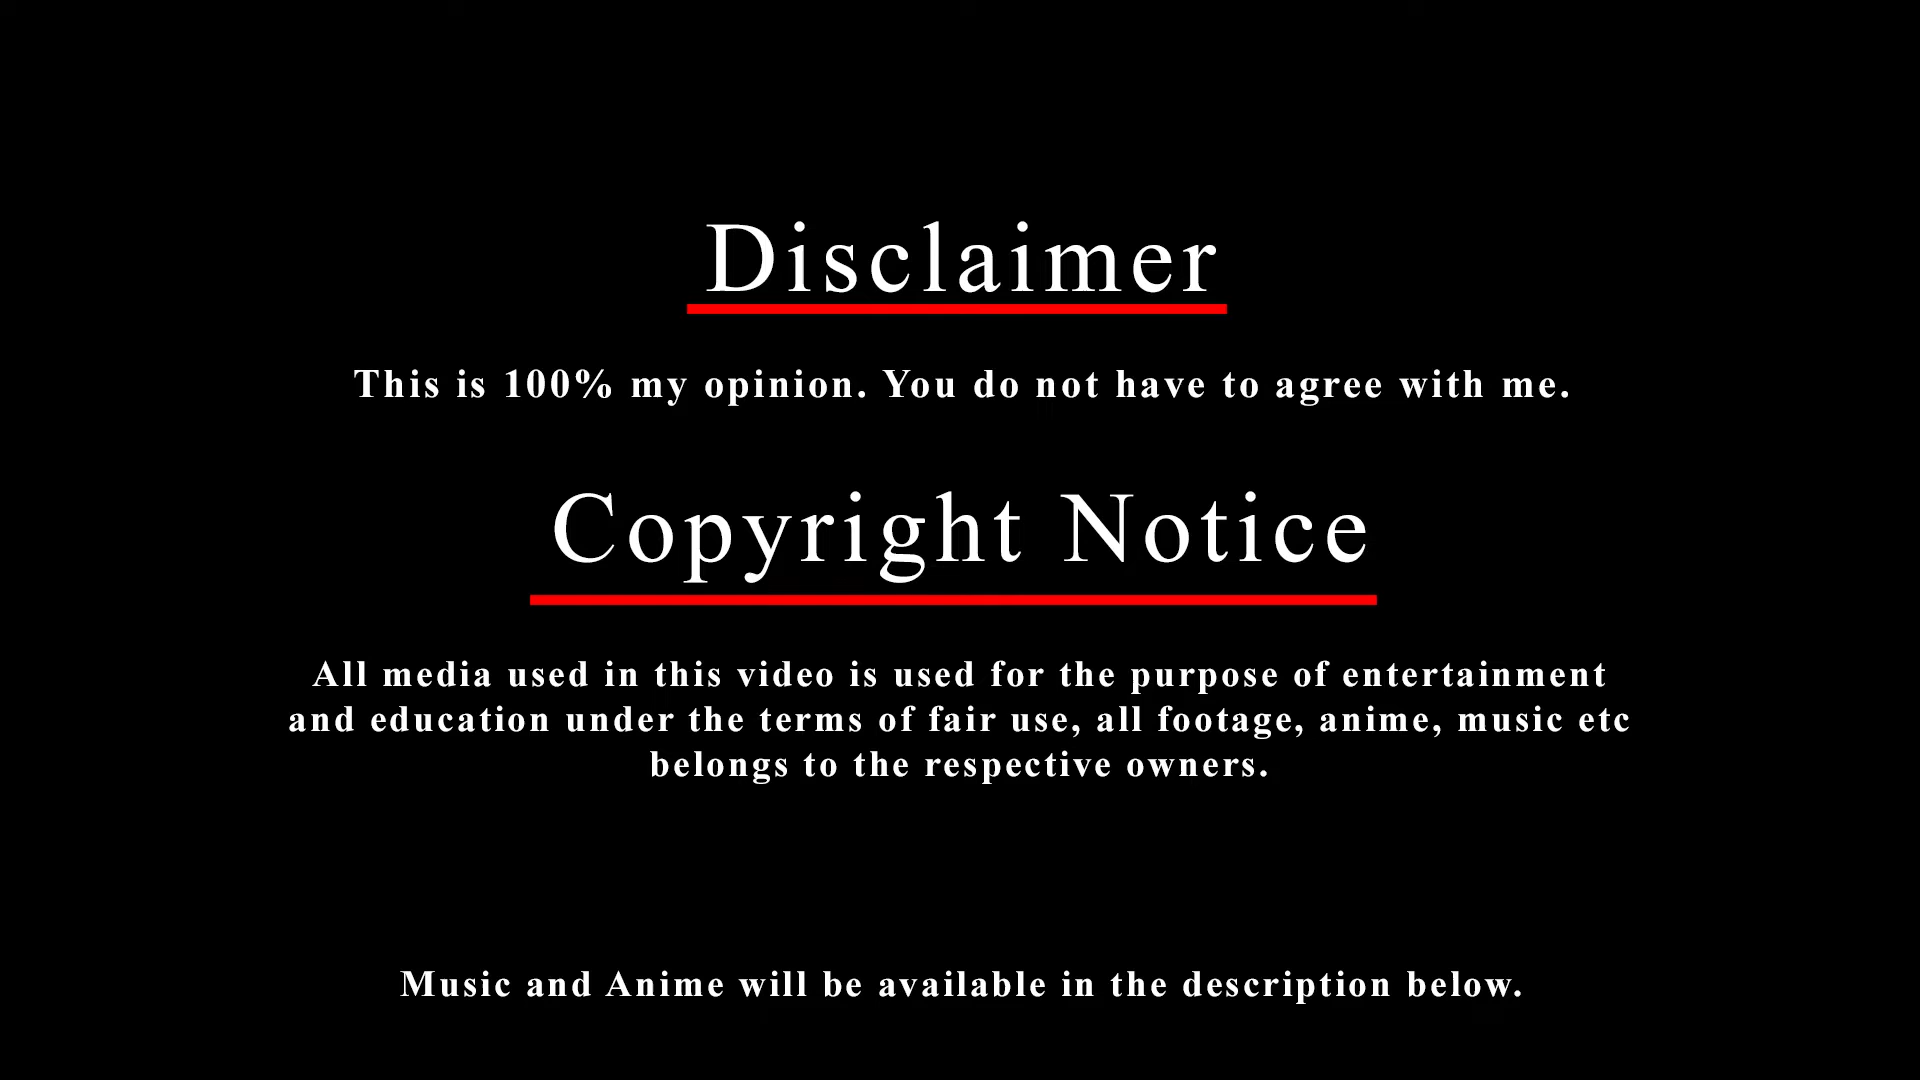 Disclaimer
This is 100% my opinion. You do not have to agree with me.
Copyright Notice
All media used in this video is used for the purpose of entertainment
and education under the terms of fair use, all footage, anime, music etc
belongs to the respective owners.
Music and Anime will be available in the description below.